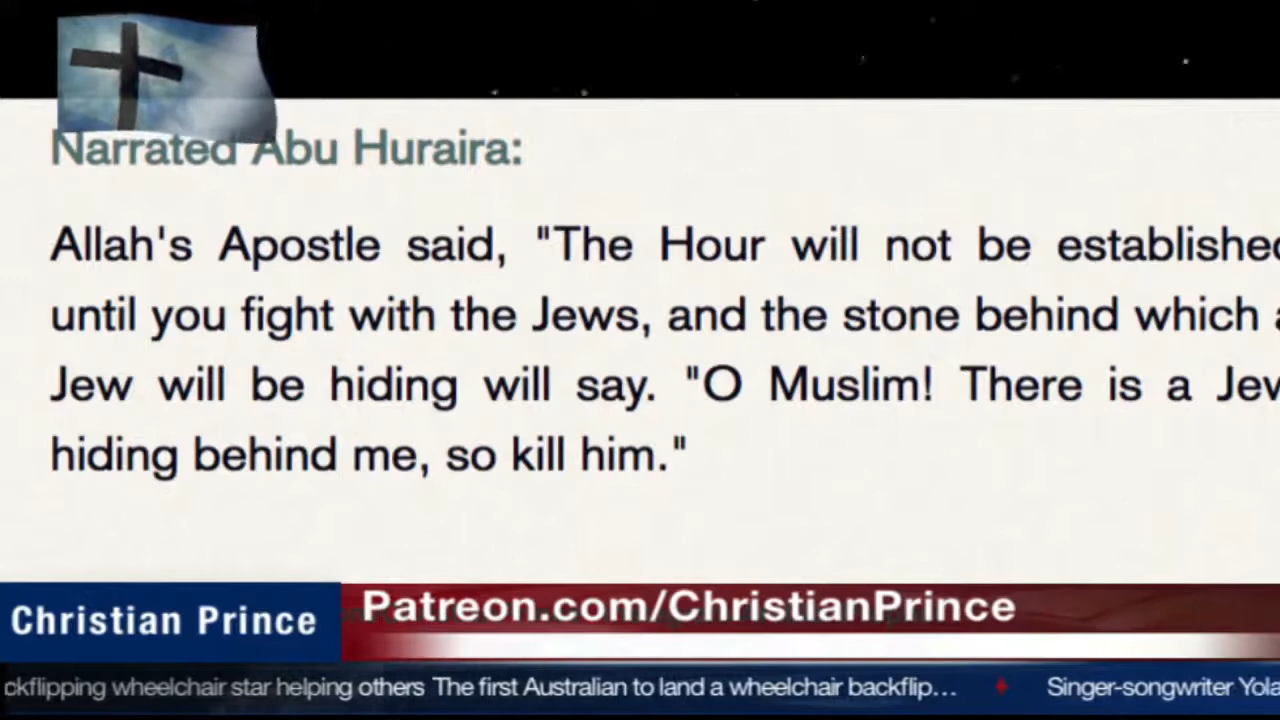 Narrated Abu Huraira:
Allah's Apostle said, "The Hour will not be established
until you fight with the Jews, and the stone behind which a
Jew will be hiding will say. "O Muslim! There is a Jew
hiding behind me, so kill him."
Christian Prince
Patreon.com/ChristianPrince
ckflipping wheelchair star helping others The first Australian to land a wheelchair backflip... Singer-songwriter Yola